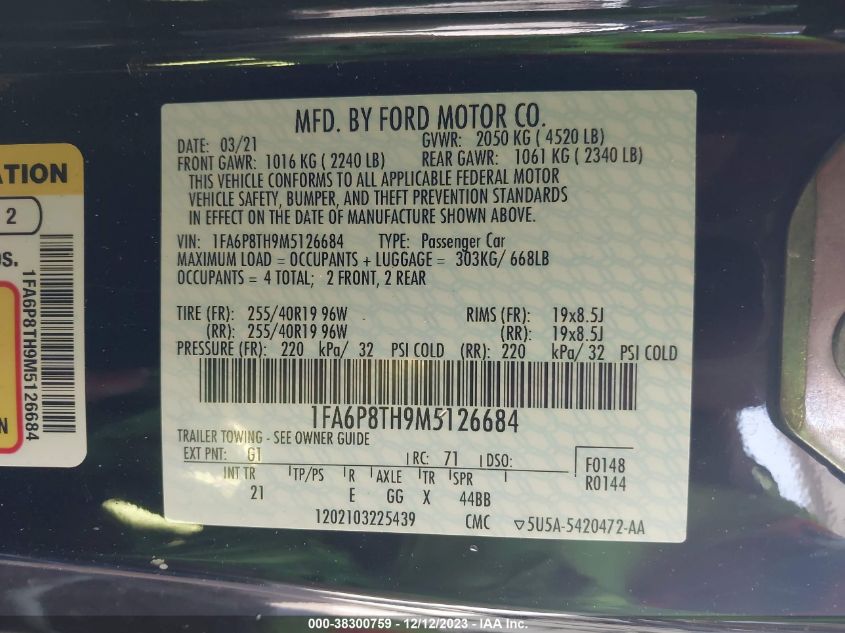 MFD. BY FORD MOTOR CO.
DATE: 03/21 GVWR: 2050 KG ( 4520 LB)
FRONT GAWR: 1016 KG ( 2240 LB) REAR GAWR: 1061 KG ( 2340 LB)
THIS VEHICLE CONFORMS TO ALL APPLICABLE FEDERAL MOTOR
VEHICLE SAFETY, BUMPER, AND THEFT PREVENTION STANDARDS
IN EFFECT ON THE DATE OF MANUFACTURE SHOWN ABOVE.
VIN: 1FA6P8TH9M5126684 TYPE: Passenger Car
MAXIMUM LOAD = OCCUPANTS + LUGGAGE = 303KG/ 668LB
OCCUPANTS = 4 TOTAL; 2 FRONT, 2 REAR
TIRE (FR): 255/40R19 96W RIMS (FR): 19x8.5J
(RR): 255/40R19 96W (RR): 19x8.5J
PRESSURE (FR): 220 kPa/ 32 PSI COLD (RR): 220 kPa/ 32 PSI COLD
1FA6P8TH9M5126684
TRAILER TOWING - SEE OWNER GUIDE
EXT PNT: G1 RC: 71 DSO:
F0148
R0144
INT TR TP/PS R AXLE TR SPR
21 E GG X 44BB
1202103225439 CMC ▽5U5A-5420472-AA
ATION
2
OS.
1FA6P8TH9M5126684
N
000-38300759 - 12/12/2023 - IAA Inc.